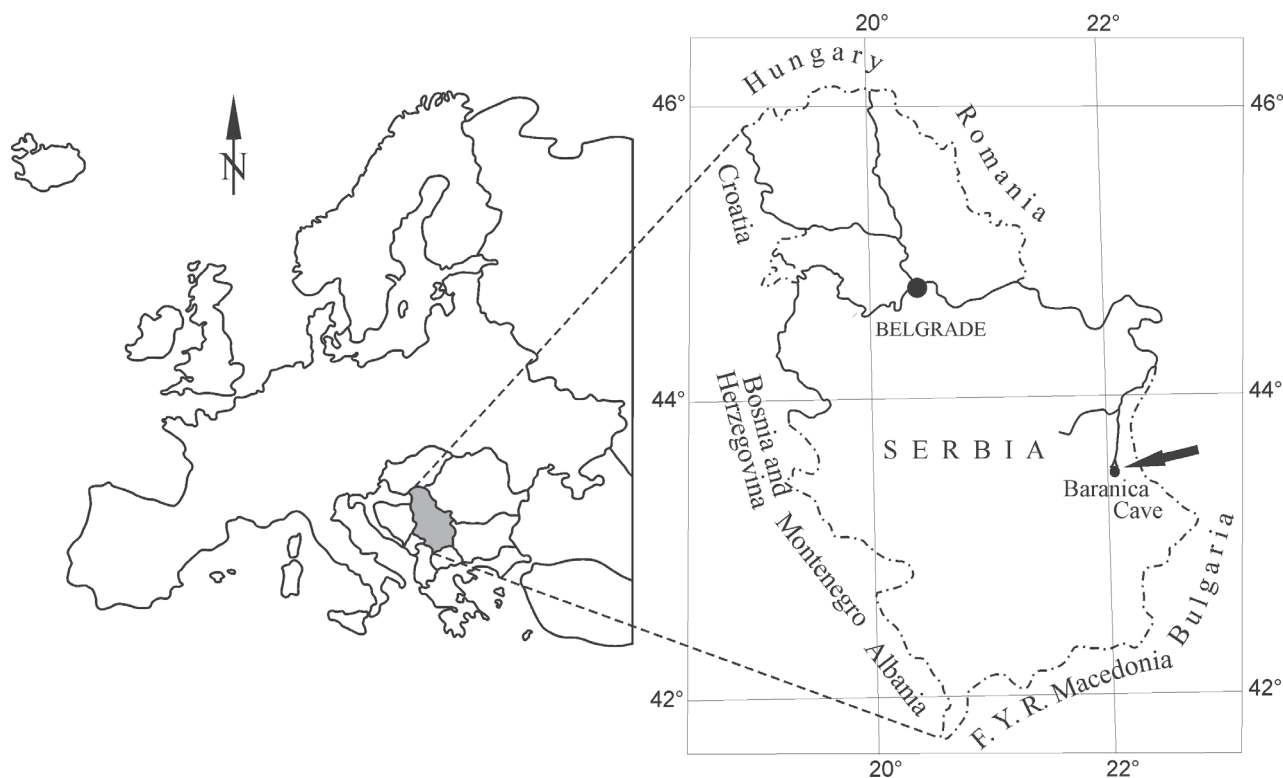 N
20°
22°
46°
46°
Hungary
Romania
Croatia
BELGRADE
44°
44°
Bosnia and
Herzegovina
SERBIA
Baranica
Cave
Montenegro
Bulgaria
Albania
F. Y. R. Macedonia
42°
42°
20°
22°